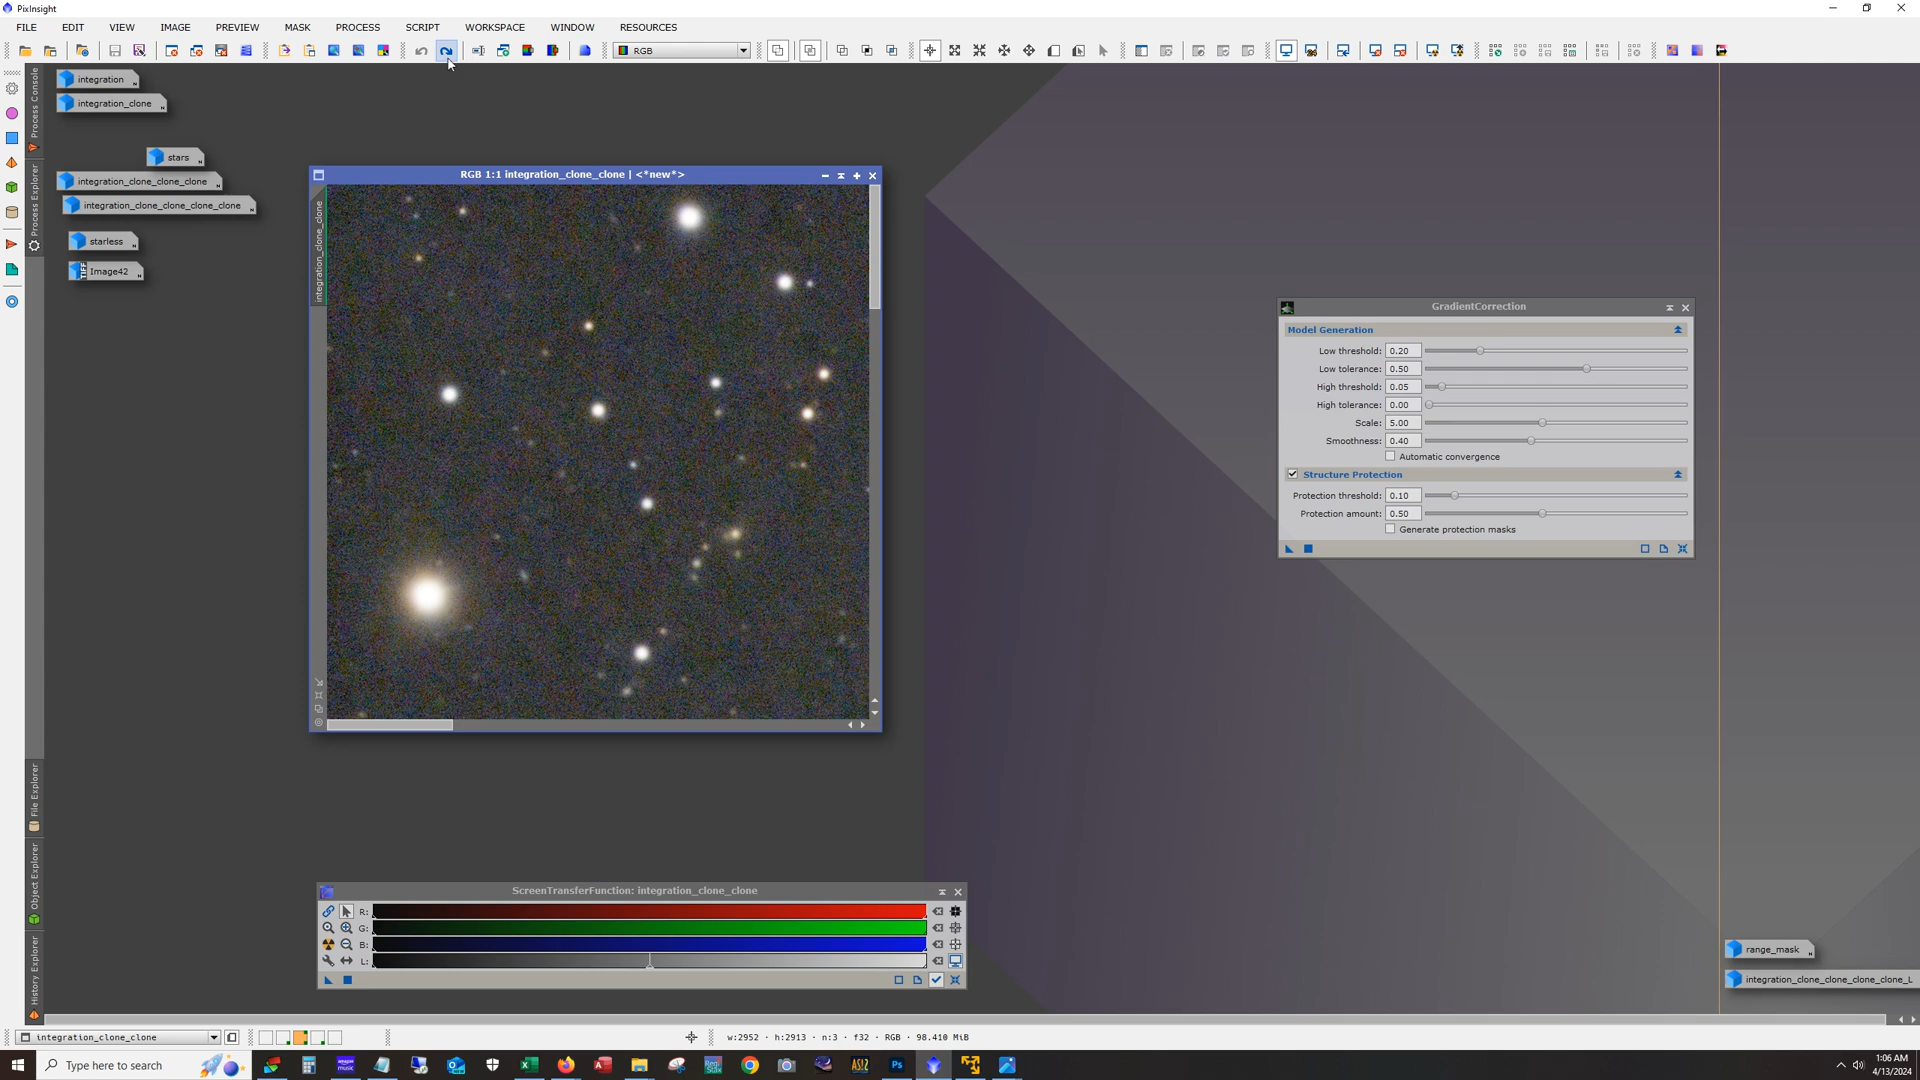 PixInsight
FILE EDIT VIEW IMAGE PREVIEW MASK PROCESS SCRIPT WORKSPACE WINDOW RESOURCES
RGB
Process Console
Process Explorer
File Explorer
Object Explorer
History Explorer
integration
integration_clone
stars
integration_clone_clone_clone
integration_clone_clone_clone_clone
starless
Image42
RGB 1:1 integration_clone_clone | <*new*>
integration_clone_clone
GradientCorrection
Model Generation
Low threshold: 0.20
Low tolerance: 0.50
High threshold: 0.05
High tolerance: 0.00
Scale: 5.00
Smoothness: 0.40
Automatic convergence
Structure Protection
Protection threshold: 0.10
Protection amount: 0.50
Generate protection masks
ScreenTransferFunction: integration_clone_clone
R:
G:
B:
L:
range_mask
integration_clone_clone_clone_clone_L
integration_clone_clone
w:2952 · h:2913 · n:3 · f32 · RGB · 98.410 MiB
Type here to search
1:06 AM
4/13/2024